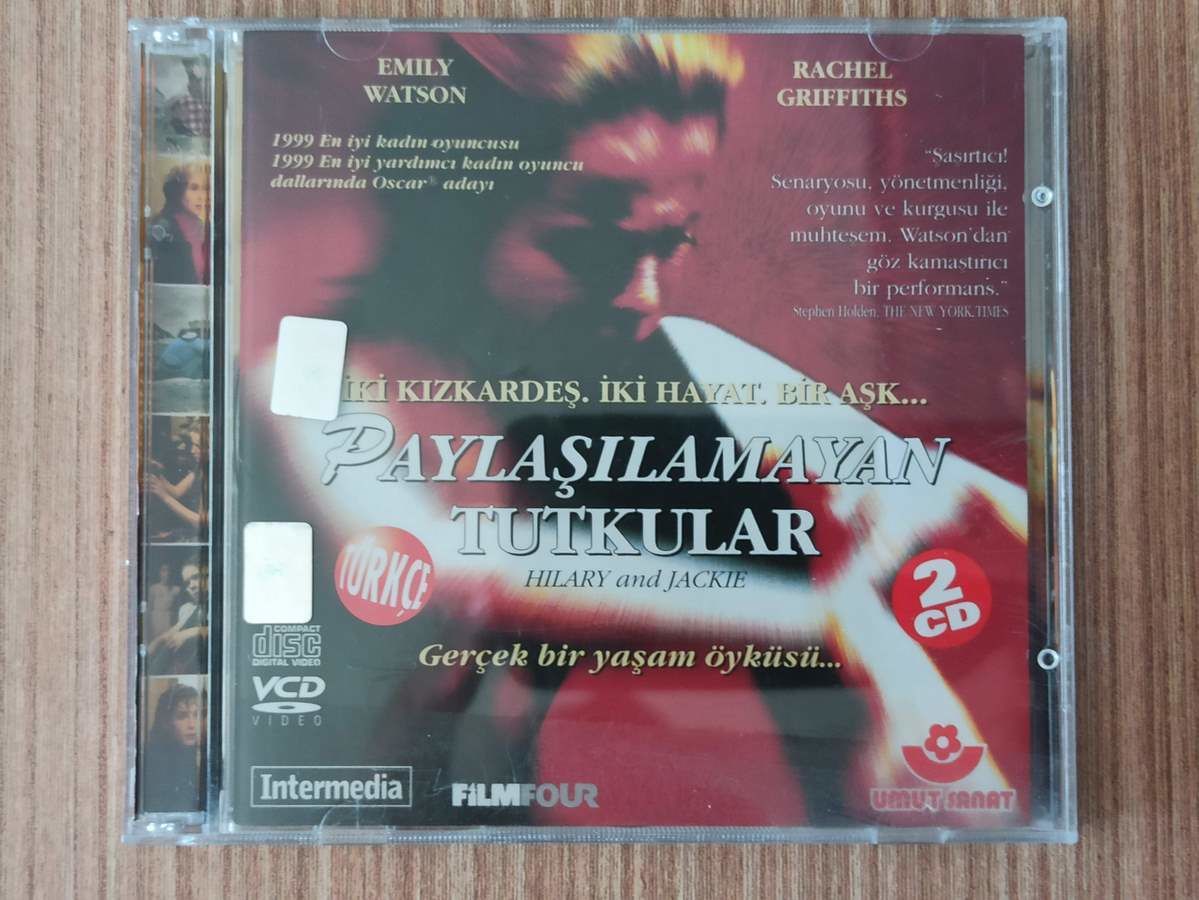 EMILY
WATSON
RACHEL
GRIFFITHS
1999 En iyi kadın oyuncusu
1999 En iyi yardımcı kadın oyuncu
dallarında Oscar® adayı
"Şaşırtıcı!
Senaryosu, yönetmenliği,
oyunu ve kurgusu ile
muhteşem. Watson'dan
göz kamaştırıcı
bir performans."
Stephen Holden, THE NEW YORK TIMES
İKİ KIZKARDEŞ. İKİ HAYAT. BİR AŞK...
PAYLAŞILAMAYAN
TUTKULAR
HILARY and JACKIE
TÜRKÇE
2
CD
Gerçek bir yaşam öyküsü...
COMPACT
disc
DIGITAL VIDEO
VCD
VIDEO
Intermedia
FiLMFOUR
UMUT SANAT